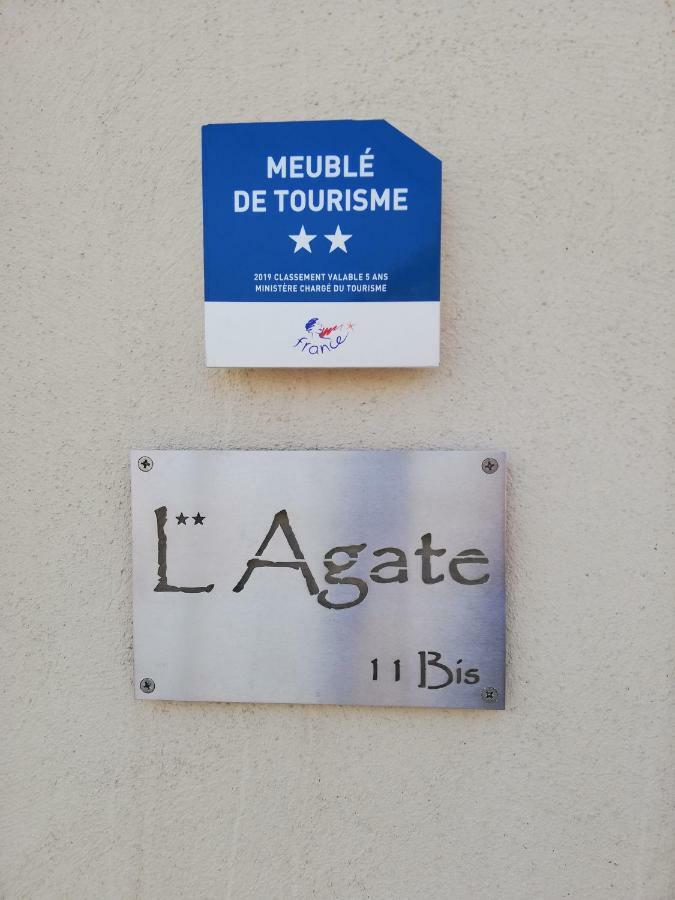 MEUBLÉ
DE TOURISME
★★
2019 CLASSEMENT VALABLE 5 ANS
MINISTÈRE CHARGÉ DU TOURISME
france
L'★★Agate
11 Bis